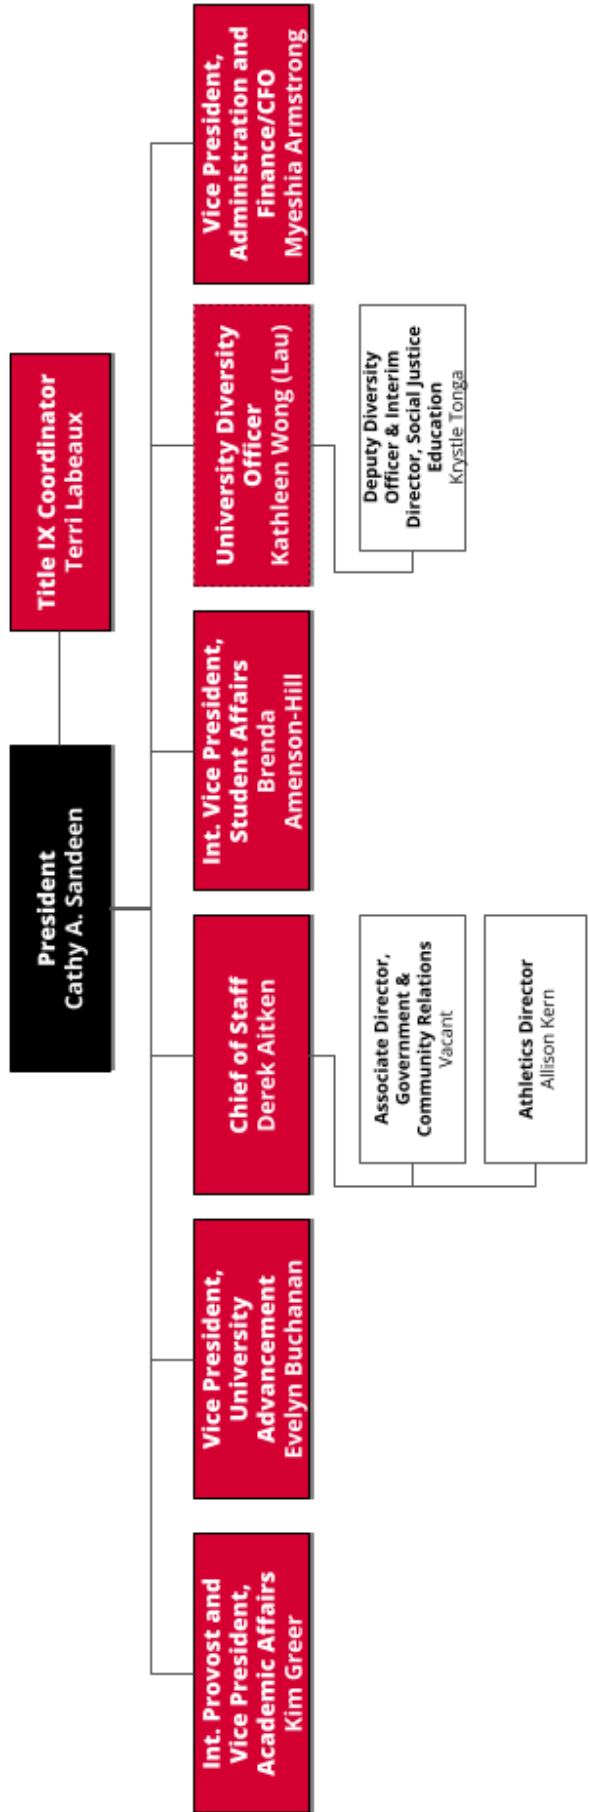 President
Cathy A. Sandeen
Title IX Coordinator
Terri Labeaux
Int. Provost and
Vice President,
Academic Affairs
Kim Greer
Vice President,
University
Advancement
Evelyn Buchanan
Chief of Staff
Derek Aitken
Int. Vice President,
Student Affairs
Brenda
Amenson-Hill
University Diversity
Officer
Kathleen Wong (Lau)
Vice President,
Administration and
Finance/CFO
Myeshia Armstrong
Associate Director,
Government &
Community Relations
Vacant
Athletics Director
Allison Kern
Deputy Diversity
Officer & Interim
Director, Social Justice
Education
Krystle Tonga